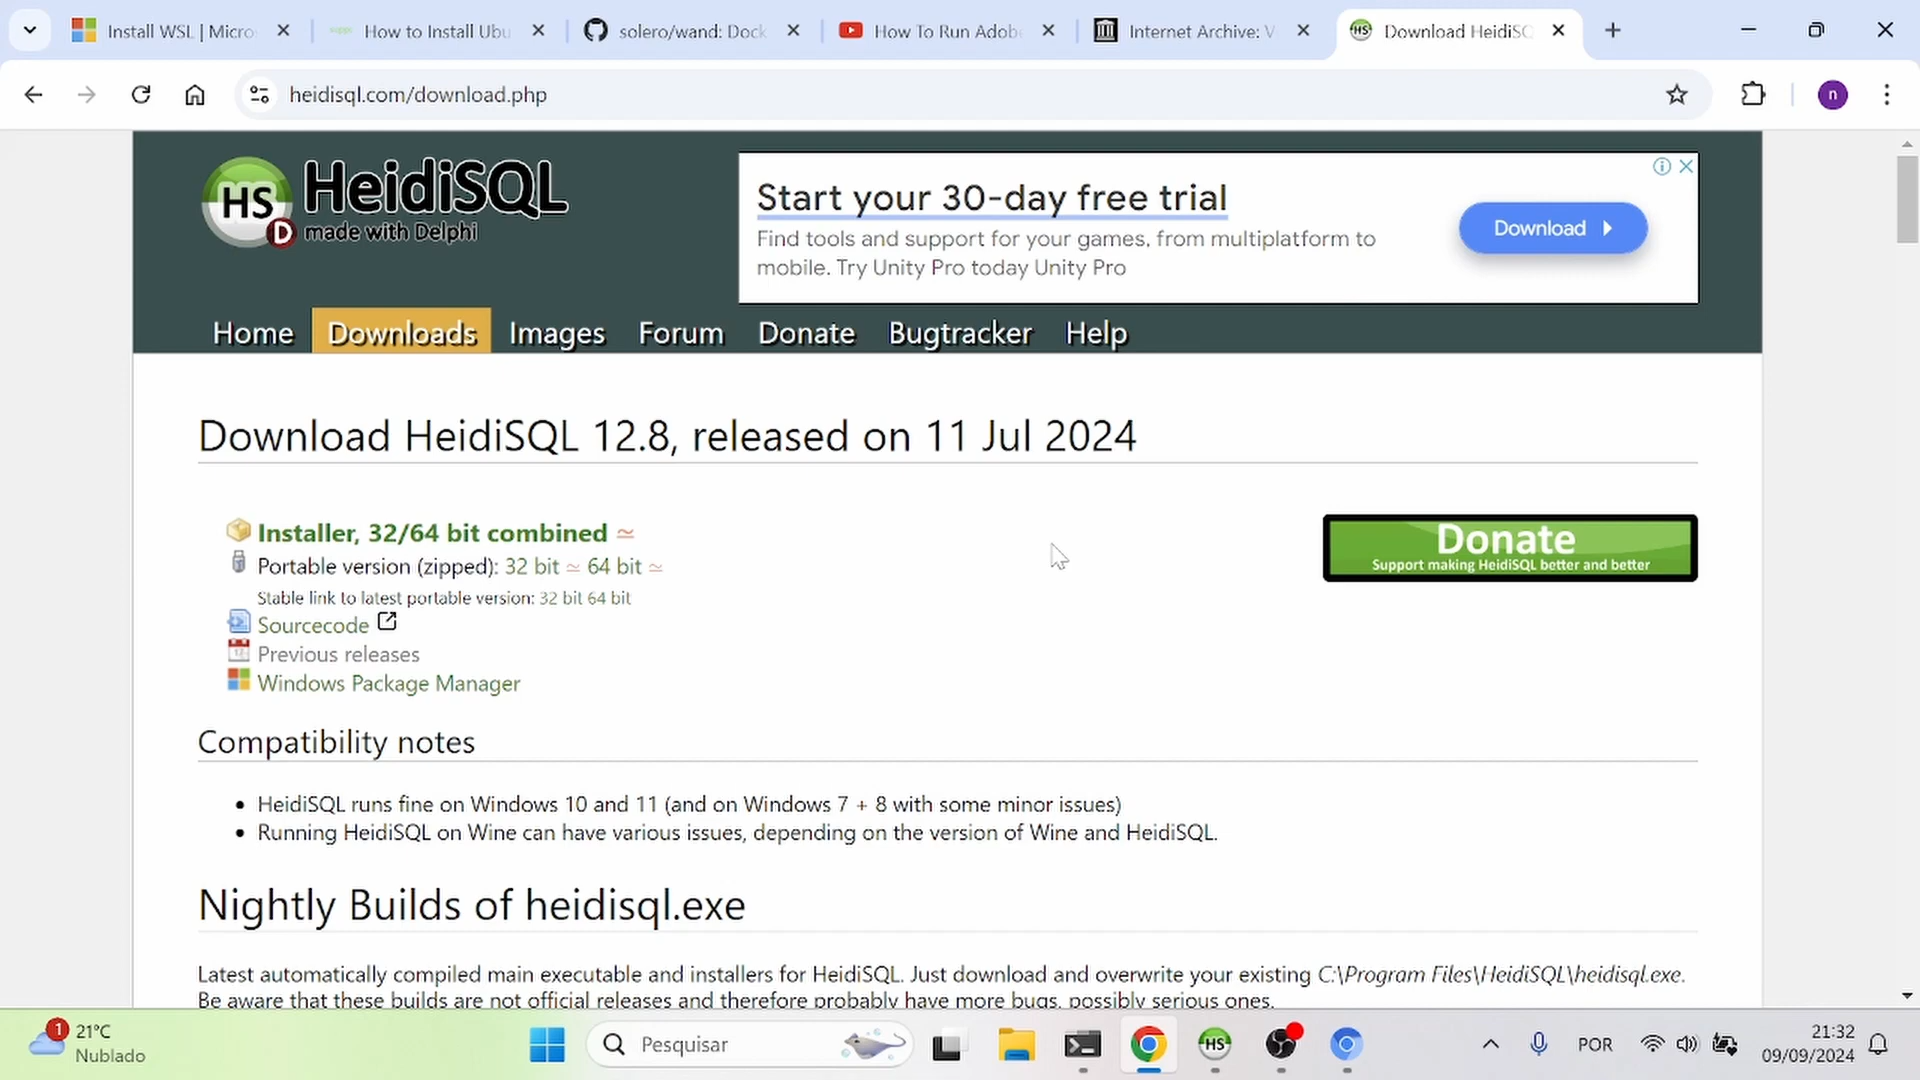 Install WSL | Micro
How to Install Ubu
solero/wand: Dock
How To Run Adob
Internet Archive: V
HS
Download HeidiSQ
heidisql.com/download.php
n
HS
D
HeidiSQL
made with Delphi
Start your 30-day free trial
Find tools and support for your games, from multiplatform to
mobile. Try Unity Pro today Unity Pro
Download
Home
Downloads
Images
Forum
Donate
Bugtracker
Help
Download HeidiSQL 12.8, released on 11 Jul 2024
Installer, 32/64 bit combined ≃
Portable version (zipped): 32 bit ≃ 64 bit ≃
Stable link to latest portable version: 32 bit 64 bit
Sourcecode
Previous releases
Windows Package Manager
Donate
Support making HeidiSQL better and better
Compatibility notes
• HeidiSQL runs fine on Windows 10 and 11 (and on Windows 7 + 8 with some minor issues)
• Running HeidiSQL on Wine can have various issues, depending on the version of Wine and HeidiSQL.
Nightly Builds of heidisql.exe
Latest automatically compiled main executable and installers for HeidiSQL. Just download and overwrite your existing C:\Program Files\HeidiSQL\heidisql.exe.
Be aware that these builds are not official releases and therefore probably have more bugs, possibly serious ones.
1
21°C
Nublado
Pesquisar
HS
POR
21:32
09/09/2024